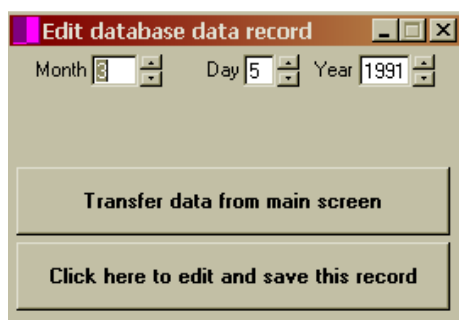 Edit database data record
Month 3 Day 5 Year 1991
Transfer data from main screen
Click here to edit and save this record